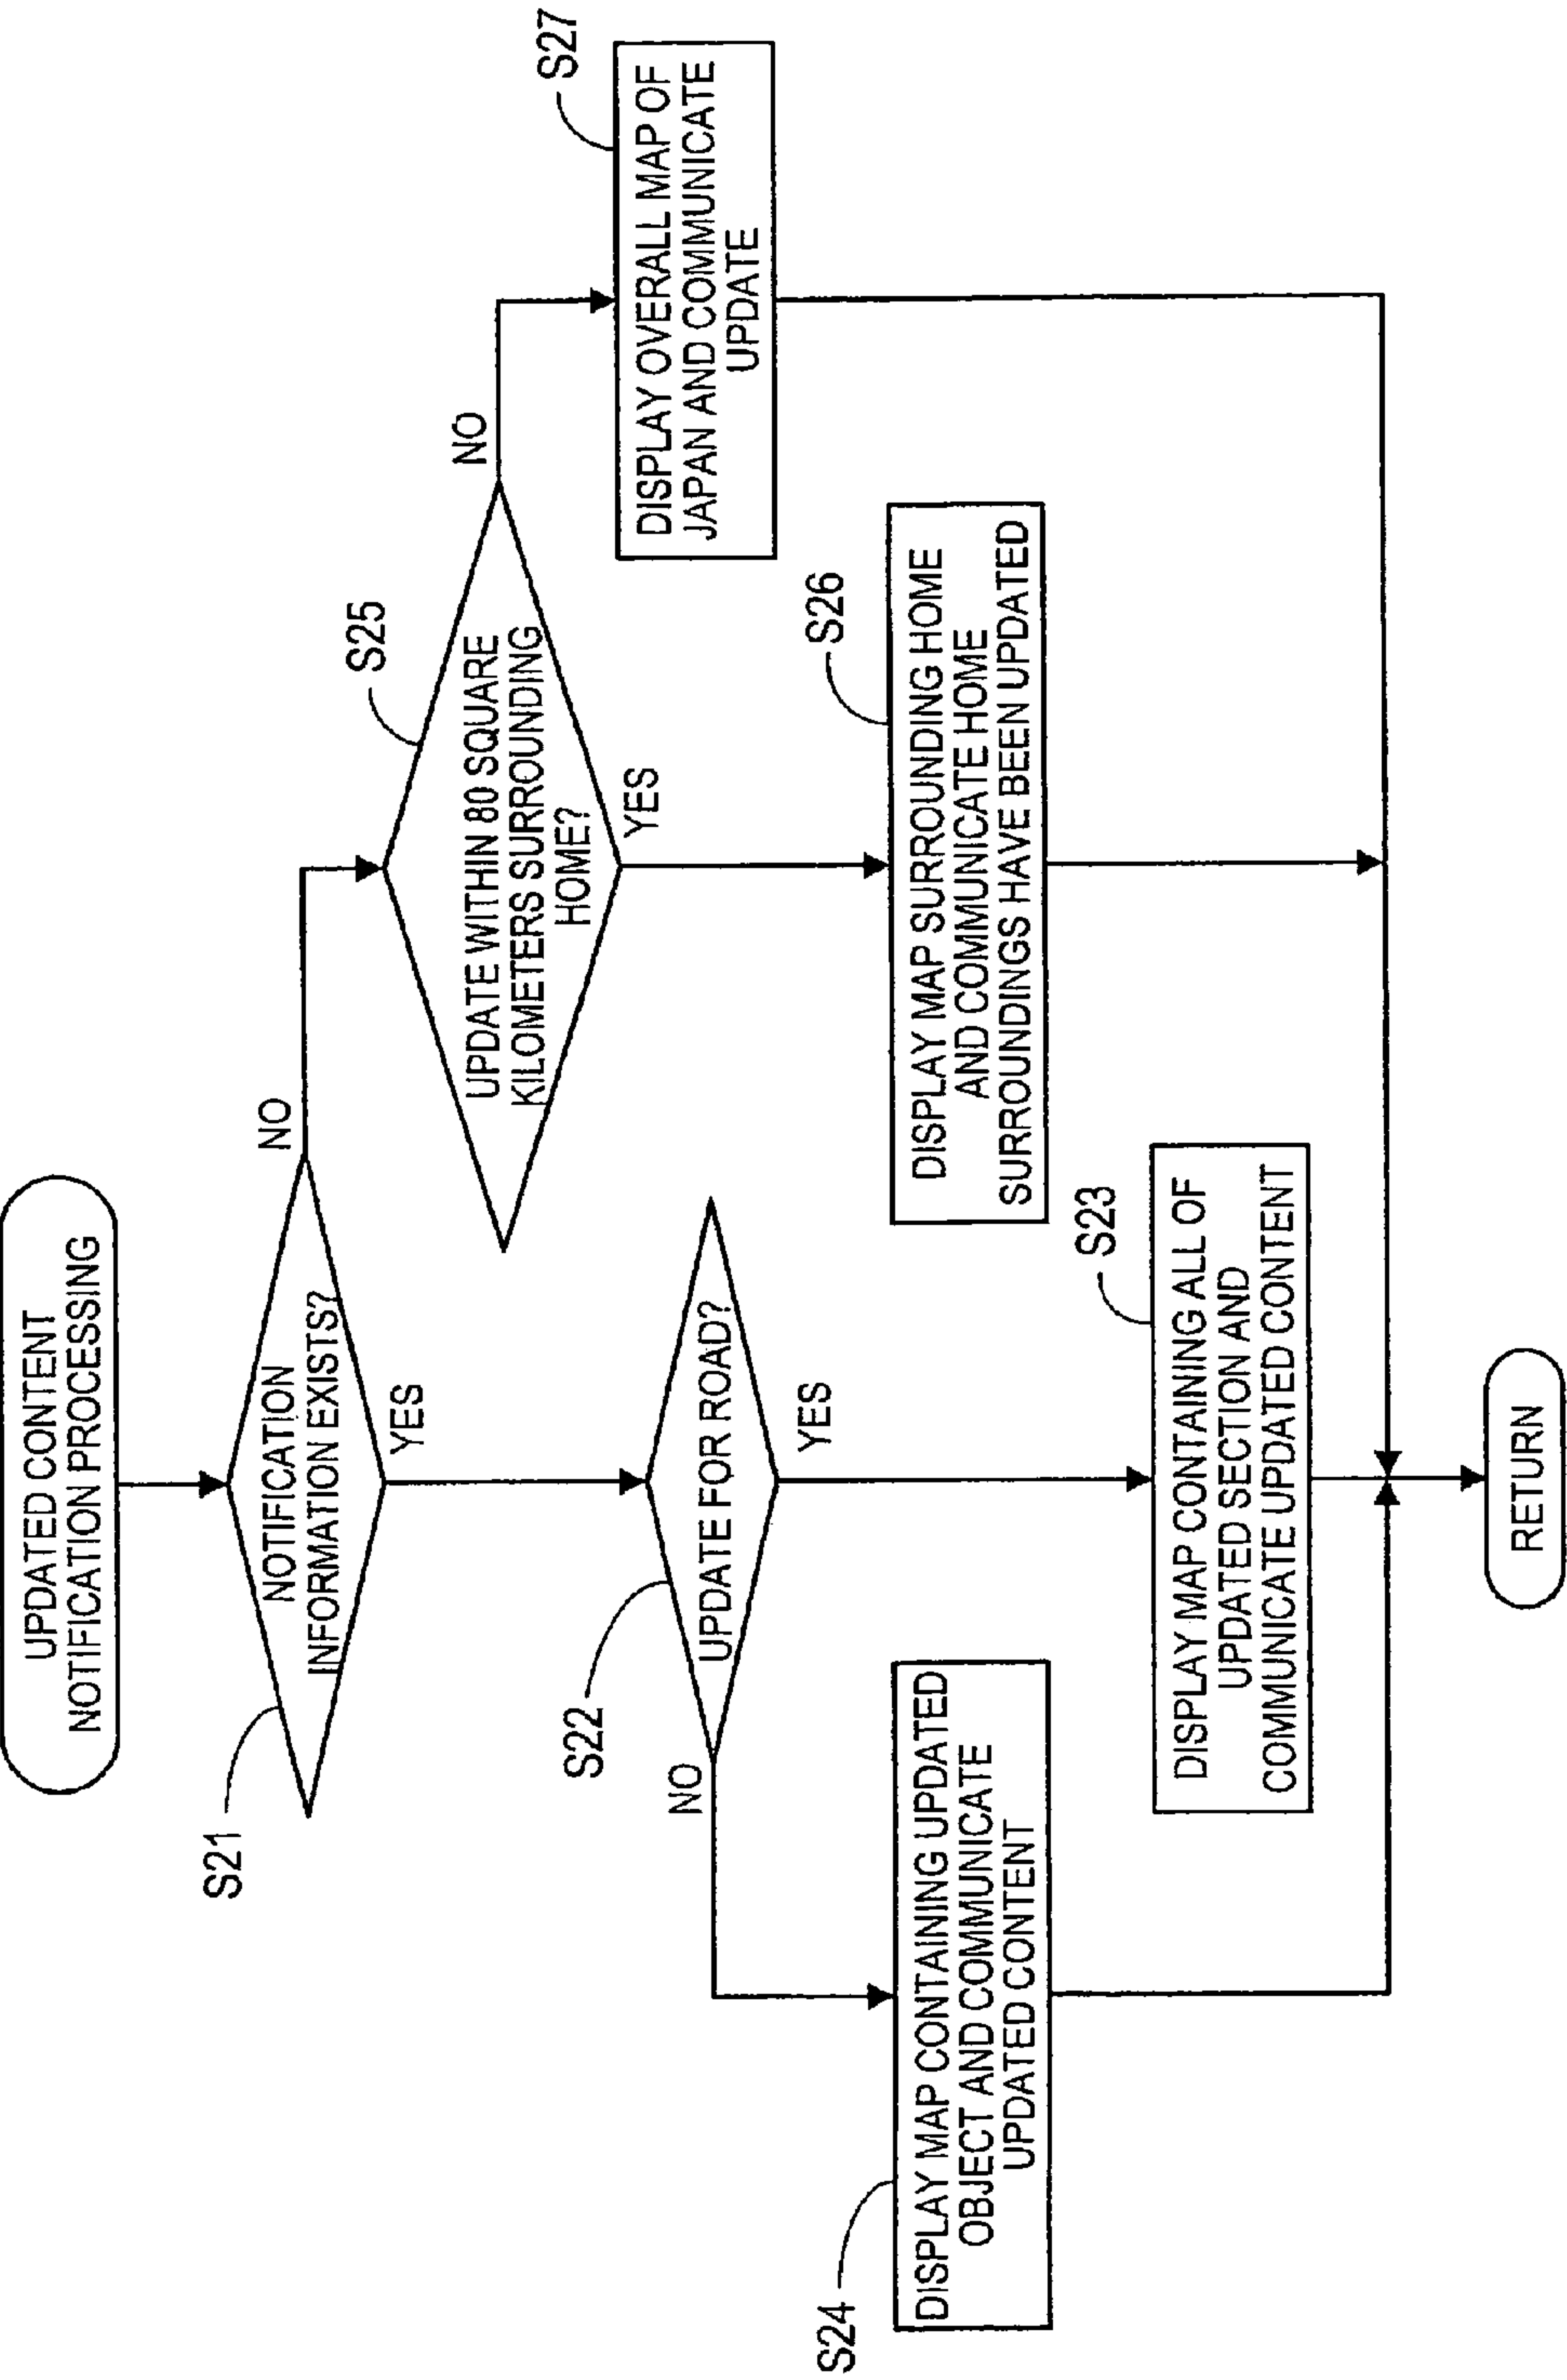 UPDATED CONTENT
NOTIFICATION PROCESSING
S21
NOTIFICATION
INFORMATION EXISTS?
NO
YES
S22
UPDATE FOR ROAD?
NO
YES
S25
UPDATE WITHIN 80 SQUARE
KILOMETERS SURROUNDING
HOME?
NO
YES
S27
DISPLAY OVERALL MAP OF
JAPAN AND COMMUNICATE
UPDATE
S24
DISPLAY MAP CONTAINING UPDATED
OBJECT AND COMMUNICATE
UPDATED CONTENT
S26
DISPLAY MAP SURROUNDING HOME
AND COMMUNICATE HOME
SURROUNDINGS HAVE BEEN UPDATED
S23
DISPLAY MAP CONTAINING ALL OF
UPDATED SECTION AND
COMMUNICATE UPDATED CONTENT
RETURN